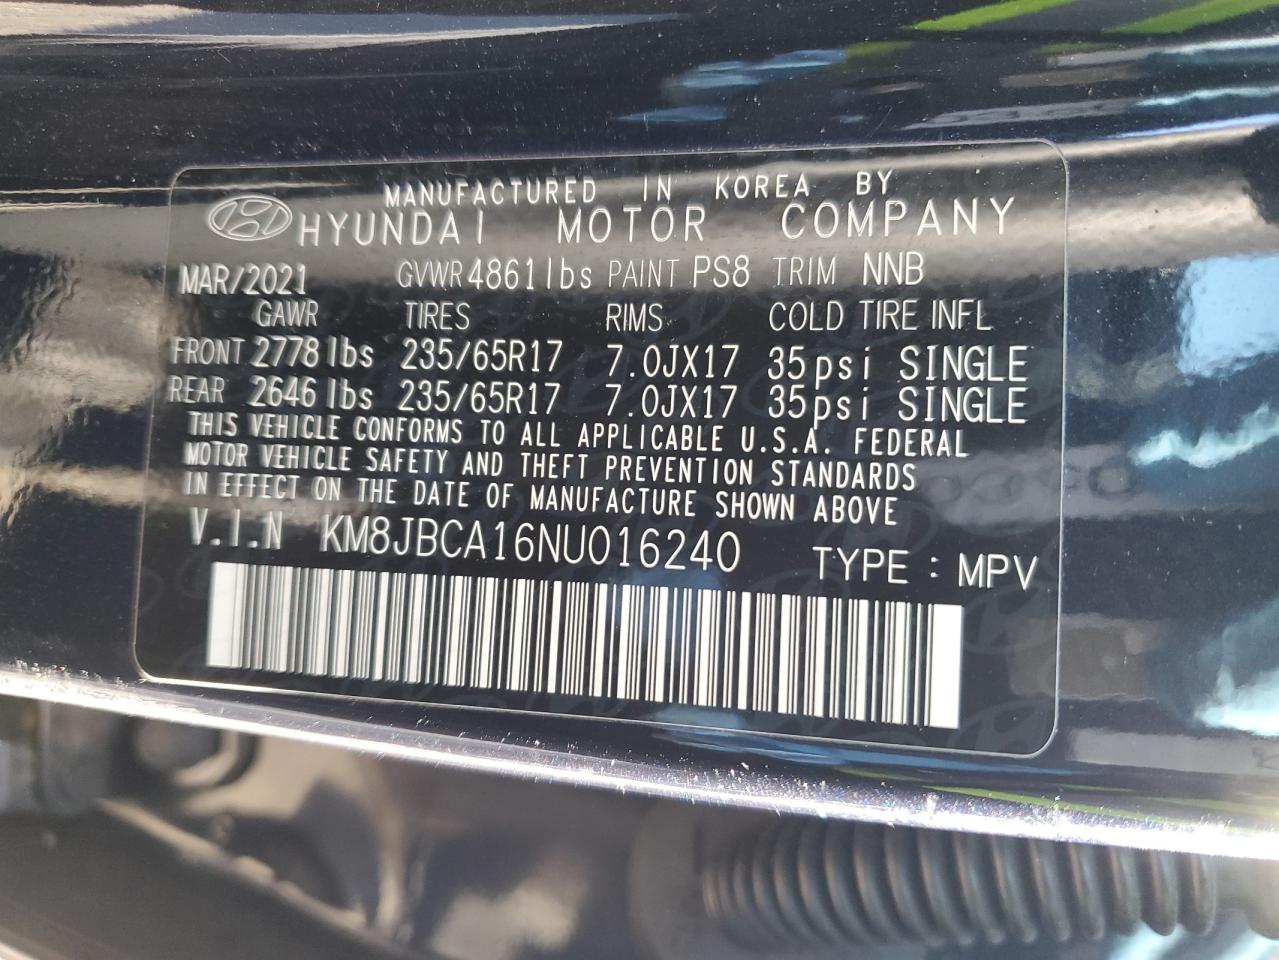 MANUFACTURED IN KOREA BY
HYUNDAI MOTOR COMPANY
MAR/2021 GVWR 4861lbs PAINT PS8 TRIM NNB
GAWR TIRES RIMS COLD TIRE INFL
FRONT 2778lbs 235/65R17 7.0JX17 35psi SINGLE
REAR 2646lbs 235/65R17 7.0JX17 35psi SINGLE
THIS VEHICLE CONFORMS TO ALL APPLICABLE U.S.A. FEDERAL
MOTOR VEHICLE SAFETY AND THEFT PREVENTION STANDARDS
IN EFFECT ON THE DATE OF MANUFACTURE SHOWN ABOVE
V.I.N KM8JBCA16NU016240 TYPE : MPV